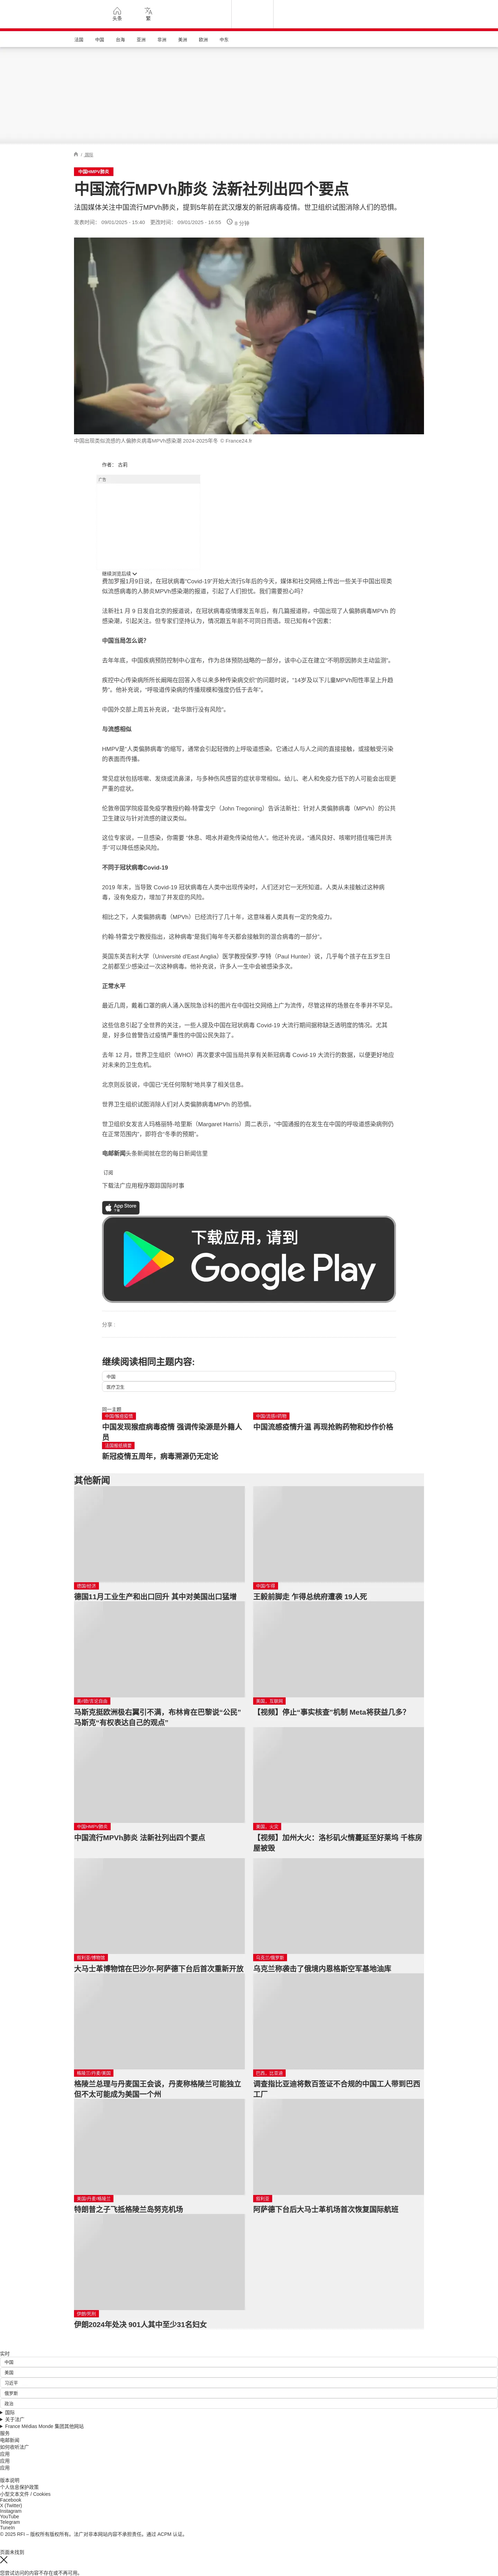 头条
繁
法国
中国
台海
亚洲
非洲
美洲
欧洲
中东
/ 国际
中国HMPV肺炎
中国流行MPVh肺炎 法新社列出四个要点
法国媒体关注中国流行MPVh肺炎，提到5年前在武汉爆发的新冠病毒疫情。世卫组织试图消除人们的恐惧。
发表时间： 09/01/2025 - 15:40 更改时间： 09/01/2025 - 16:55 6 分钟
中国出现类似流感的人偏肺炎病毒MPVh感染潮 2024-2025年冬 © France24.fr
作者： 古莉
广告
继续浏览后续
费加罗报1月9日说，在冠状病毒“Covid-19”开始大流行5年后的今天，媒体和社交网络上传出一些关于中国出现类似流感病毒的人肺炎MPVh感染潮的报道，引起了人们担忧。我们需要担心吗？
法新社1 月 9 日发自北京的报道说，在冠状病毒疫情爆发五年后，有几篇报道称，中国出现了人偏肺病毒MPVh 的感染潮，引起关注。但专家们坚持认为，情况跟五年前不可同日而语。现已知有4个因素：
中国当局怎么说？
去年年底，中国疾病预防控制中心宣布，作为总体预防战略的一部分，该中心正在建立“不明原因肺炎主动监测”。
疾控中心传染病所所长阚飚在回答入冬以来多种传染病交织”的问题时说，“14岁及以下儿童MPVh阳性率呈上升趋势”。他补充说，“呼吸道传染病的传播规模和强度仍低于去年”。
中国外交部上周五补充说，“赴华旅行没有风险”。
与流感相似
HMPV是“人类偏肺病毒”的缩写，通常会引起轻微的上呼吸道感染。它通过人与人之间的直接接触，或接触受污染的表面而传播。
常见症状包括咳嗽、发烧或流鼻涕，与多种伤风感冒的症状非常相似。幼儿、老人和免疫力低下的人可能会出现更严重的症状。
伦敦帝国学院疫苗免疫学教授约翰-特雷戈宁（John Tregoning）告诉法新社：针对人类偏肺病毒（MPVh）的公共卫生建议与针对流感的建议类似。
这位专家说，一旦感染，你需要 “休息、喝水并避免传染给他人”。他还补充说，“通风良好、咳嗽时捂住嘴巴并洗手”可以降低感染风险。
不同于冠状病毒Covid-19
2019 年末，当导致 Covid-19 冠状病毒在人类中出现传染时，人们还对它一无所知道。人类从未接触过这种病毒，没有免疫力，增加了并发症的风险。
相比之下，人类偏肺病毒（MPVh）已经流行了几十年，这意味着人类具有一定的免疫力。
约翰-特雷戈宁教授指出，这种病毒“是我们每年冬天都会接触到的混合病毒的一部分”。
英国东英吉利大学（Université d'East Anglia）医学教授保罗·亨特（Paul Hunter）说，几乎每个孩子在五岁生日之前都至少感染过一次这种病毒。他补充说，许多人一生中会被感染多次。
正常水平
最近几周，戴着口罩的病人涌入医院急诊科的图片在中国社交网络上广为流传，尽管这样的场景在冬季并不罕见。
这些信息引起了全世界的关注，一些人提及中国在冠状病毒 Covid-19 大流行期间据称缺乏透明度的情况。尤其是，好多位曾警告过疫情严重性的中国公民失踪了。
去年 12 月，世界卫生组织（WHO）再次要求中国当局共享有关新冠病毒 Covid-19 大流行的数据，以便更好地应对未来的卫生危机。
北京则反驳说，中国已“无任何限制”地共享了相关信息。
世界卫生组织试图消除人们对人类偏肺病毒MPVh 的恐惧。
世卫组织女发言人玛格丽特-哈里斯（Margaret Harris）周二表示，“中国通报的在发生在中国的呼吸道感染病例仍在正常范围内”，即符合“冬季的预期”。
电邮新闻头条新闻就在您的每日新闻信里
订阅
下载法广应用程序跟踪国际时事
App Store 下载
下载应用，请到
Google Play
分享 :
继续阅读相同主题内容:
中国
医疗卫生
同一主题
中国/猴痘疫情
中国发现猴痘病毒疫情 强调传染源是外籍人员
中国/流感/药物
中国流感疫情升温 再现抢购药物和炒作价格
法国瘟疫摘要
新冠疫情五周年，病毒溯源仍无定论
其他新闻
德国/经济
德国11月工业生产和出口回升 其中对美国出口猛增
中国/乍得
王毅前脚走 乍得总统府遭袭 19人死
美//欧/言论自由
马斯克挺欧洲极右翼引不满，布林肯在巴黎说“公民”马斯克“有权表达自己的观点”
美国、互联网
【视频】停止“事实核查”机制 Meta将获益几多?
中国HMPV肺炎
中国流行MPVh肺炎 法新社列出四个要点
美国、火灾
【视频】加州大火：洛杉矶火情蔓延至好莱坞 千栋房屋被毁
叙利亚/博物馆
大马士革博物馆在巴沙尔-阿萨德下台后首次重新开放
乌克兰/俄罗斯
乌克兰称袭击了俄境内恩格斯空军基地油库
格陵兰/丹麦/美国
格陵兰总理与丹麦国王会谈，丹麦称格陵兰可能独立但不太可能成为美国一个州
巴西、比亚迪
调查指比亚迪将数百签证不合规的中国工人带到巴西工厂
美国/丹麦/格陵兰
特朗普之子飞抵格陵兰岛努克机场
叙利亚
阿萨德下台后大马士革机场首次恢复国际航班
伊朗/死刑
伊朗2024年处决 901人其中至少31名妇女
实时
中国
美国
习近平
俄罗斯
政治
国际
关于法广
France Médias Monde 集团其他网站
服务
电邮新闻
如何收听法广
应用
应用
应用
版本说明
个人信息保护政策
小型文本文件 / Cookies
Facebook
X (Twitter)
Instagram
YouTube
Telegram
TuneIn
© 2025 RFI – 版权所有版权所有。法广对非本网站内容不承担责任。通过 ACPM 认证。
页面未找到
您尝试访问的内容不存在或不再可用。